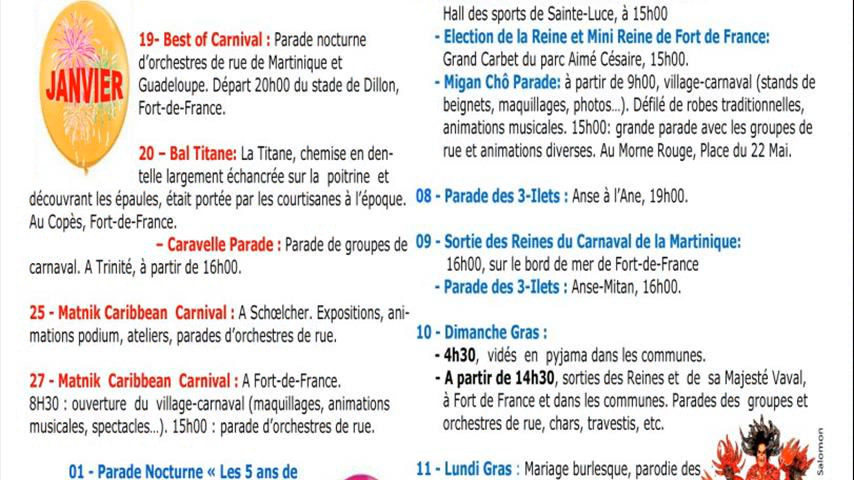 JANVIER
19- Best of Carnival : Parade nocturne
d'orchestres de rue de Martinique et
Guadeloupe. Départ 20h00 du stade de Dillon,
Fort-de-France.
20 – Bal Titane: La Titane, chemise en den-
telle largement échancrée sur la poitrine et
découvrant les épaules, était portée par les courtisanes à l'époque.
Au Copès, Fort-de-France.
– Caravelle Parade : Parade de groupes de
carnaval. A Trinité, à partir de 16h00.
25 - Matnik Caribbean Carnival : A Schœlcher. Expositions, ani-
mations podium, ateliers, parades d'orchestres de rue.
27 - Matnik Caribbean Carnival : A Fort-de-France.
8H30 : ouverture du village-carnaval (maquillages, animations
musicales, spectacles…). 15h00 : parade d'orchestres de rue.
01 - Parade Nocturne « Les 5 ans de
Hall des sports de Sainte-Luce, à 15h00
- Election de la Reine et Mini Reine de Fort de France:
Grand Carbet du parc Aimé Césaire, 15h00.
- Migan Chô Parade: à partir de 9h00, village-carnaval (stands de
beignets, maquillages, photos…). Défilé de robes traditionnelles,
animations musicales. 15h00: grande parade avec les groupes de
rue et animations diverses. Au Morne Rouge, Place du 22 Mai.
08 - Parade des 3-Ilets : Anse à l'Ane, 19h00.
09 - Sortie des Reines du Carnaval de la Martinique:
16h00, sur le bord de mer de Fort-de-France
- Parade des 3-Ilets : Anse-Mitan, 16h00.
10 - Dimanche Gras :
- 4h30, vidés en pyjama dans les communes.
- A partir de 14h30, sorties des Reines et de sa Majesté Vaval,
à Fort de France et dans les communes. Parades des groupes et
orchestres de rue, chars, travestis, etc.
11 - Lundi Gras : Mariage burlesque, parodie des
Salomon